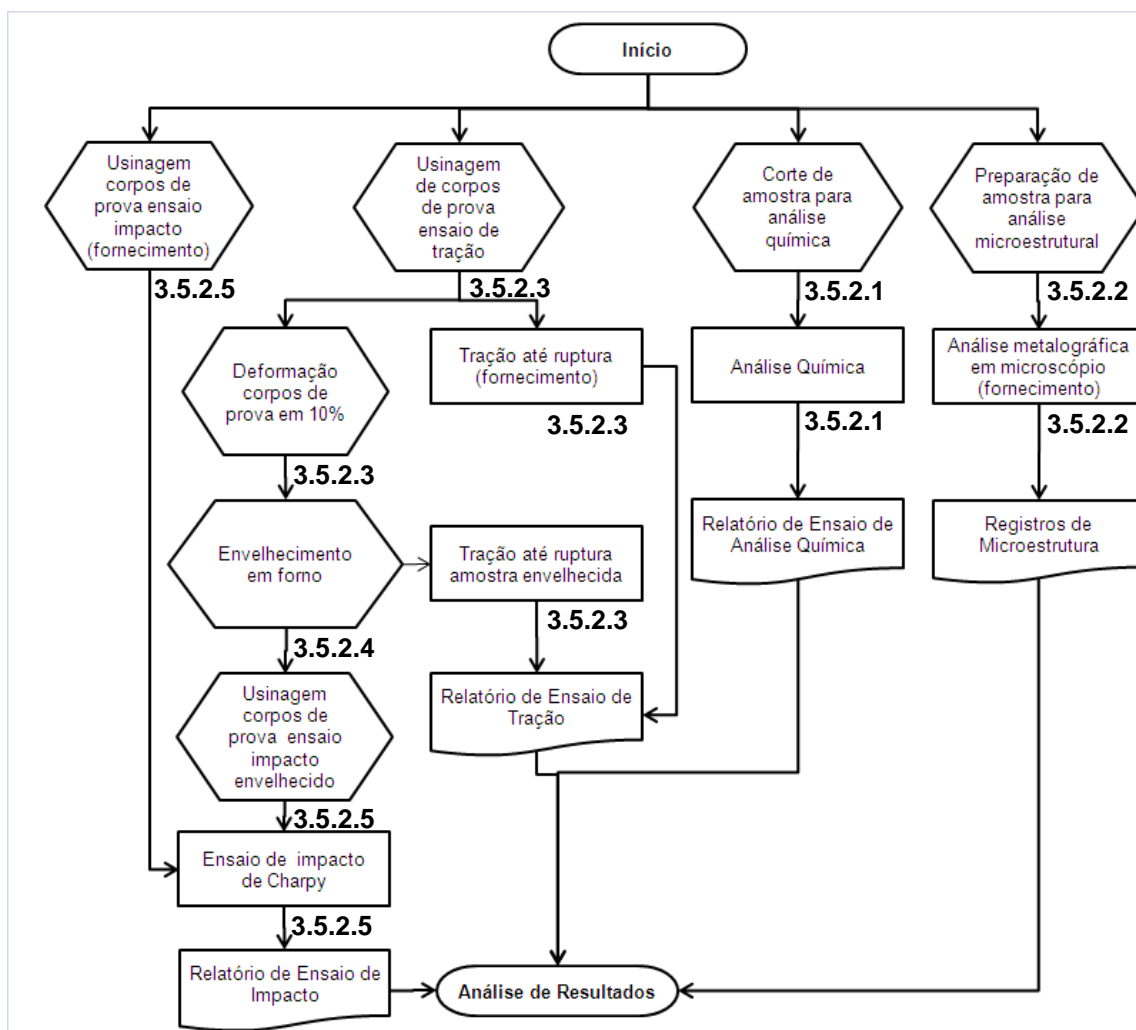 Início
Usinagem
corpos de
prova ensaio
impacto
(fornecimento)
3.5.2.5
Usinagem
de corpos
de prova
ensaio de
tração
3.5.2.3
Corte de
amostra para
análise
química
3.5.2.1
Preparação de
amostra para
análise
microestrutural
3.5.2.2
Deformação
corpos de
prova em 10%
3.5.2.3
Tração até ruptura
(fornecimento)
3.5.2.3
Análise Química
3.5.2.1
Análise metalográfica
em microscópio
(fornecimento)
3.5.2.2
Envelhecimento
em forno
3.5.2.4
Tração até ruptura
amostra envelhecida
3.5.2.3
Relatório de Ensaio de
Análise Química
Registros de
Microestrutura
Usinagem
corpos de
prova ensaio
impacto
envelhecido
3.5.2.5
Relatório de Ensaio de
Tração
Ensaio de impacto
de Charpy
3.5.2.5
Relatório de Ensaio de
Impacto
Análise de Resultados